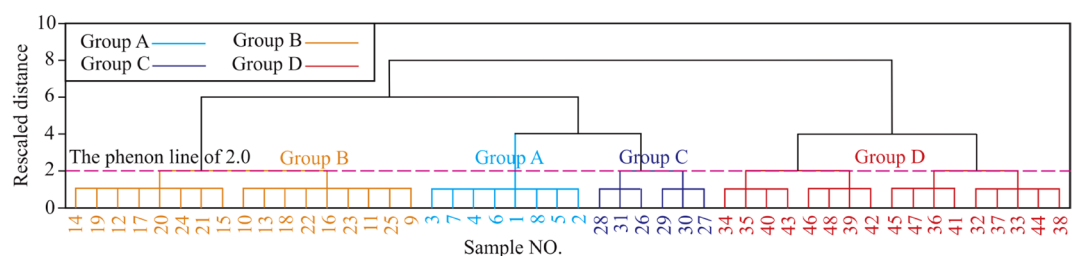 10
8
6
4
2
0
Rescaled distance
Group A
Group B
Group C
Group D
The phenon line of 2.0
Group B
Group A
Group C
Group D
14 19 12 17 20 24 21 15 10 13 18 22 16 23 11 25 9 3 7 4 6 1 8 5 2 28 31 26 29 30 27 34 35 40 43 46 48 39 42 45 47 36 41 32 37 33 44 38
Sample NO.